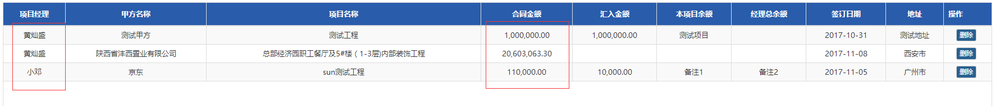 项目经理 甲方名称 项目名称 合同金额 汇入金额 本项目余额 经理总余额 签订日期 地址 操作
黄灿盛 测试甲方 测试工程 1,000,000.00 1,000,000.00 测试项目 2017-10-31 测试地址 删除
黄灿盛 陕西省沣西置业有限公司 总部经济园职工餐厅及5#楼（1-3层)内部装饰工程 20,603,063.30 2017-11-08 西安市 删除
小邓 京东 sun测试工程 110,000.00 10,000.00 备注1 备注2 2017-11-05 广州市 删除